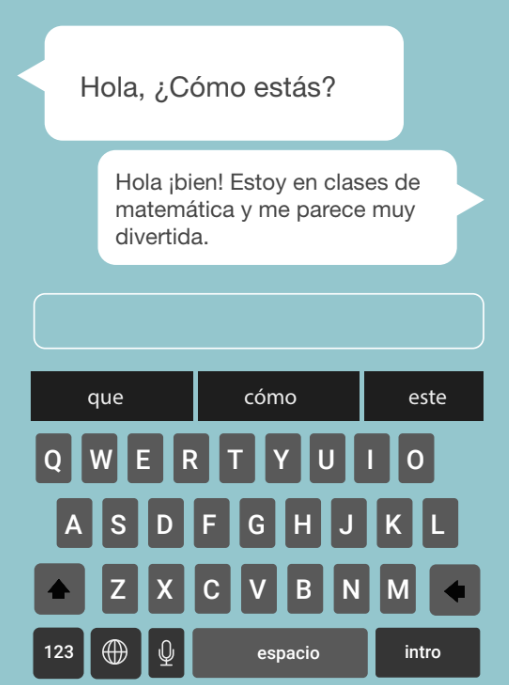 Hola, ¿Cómo estás?
Hola ¡bien! Estoy en clases de
matemática y me parece muy
divertida.
que cómo este
Q W E R T Y U I O
A S D F G H J K L
Z X C V B N M
123 espacio intro